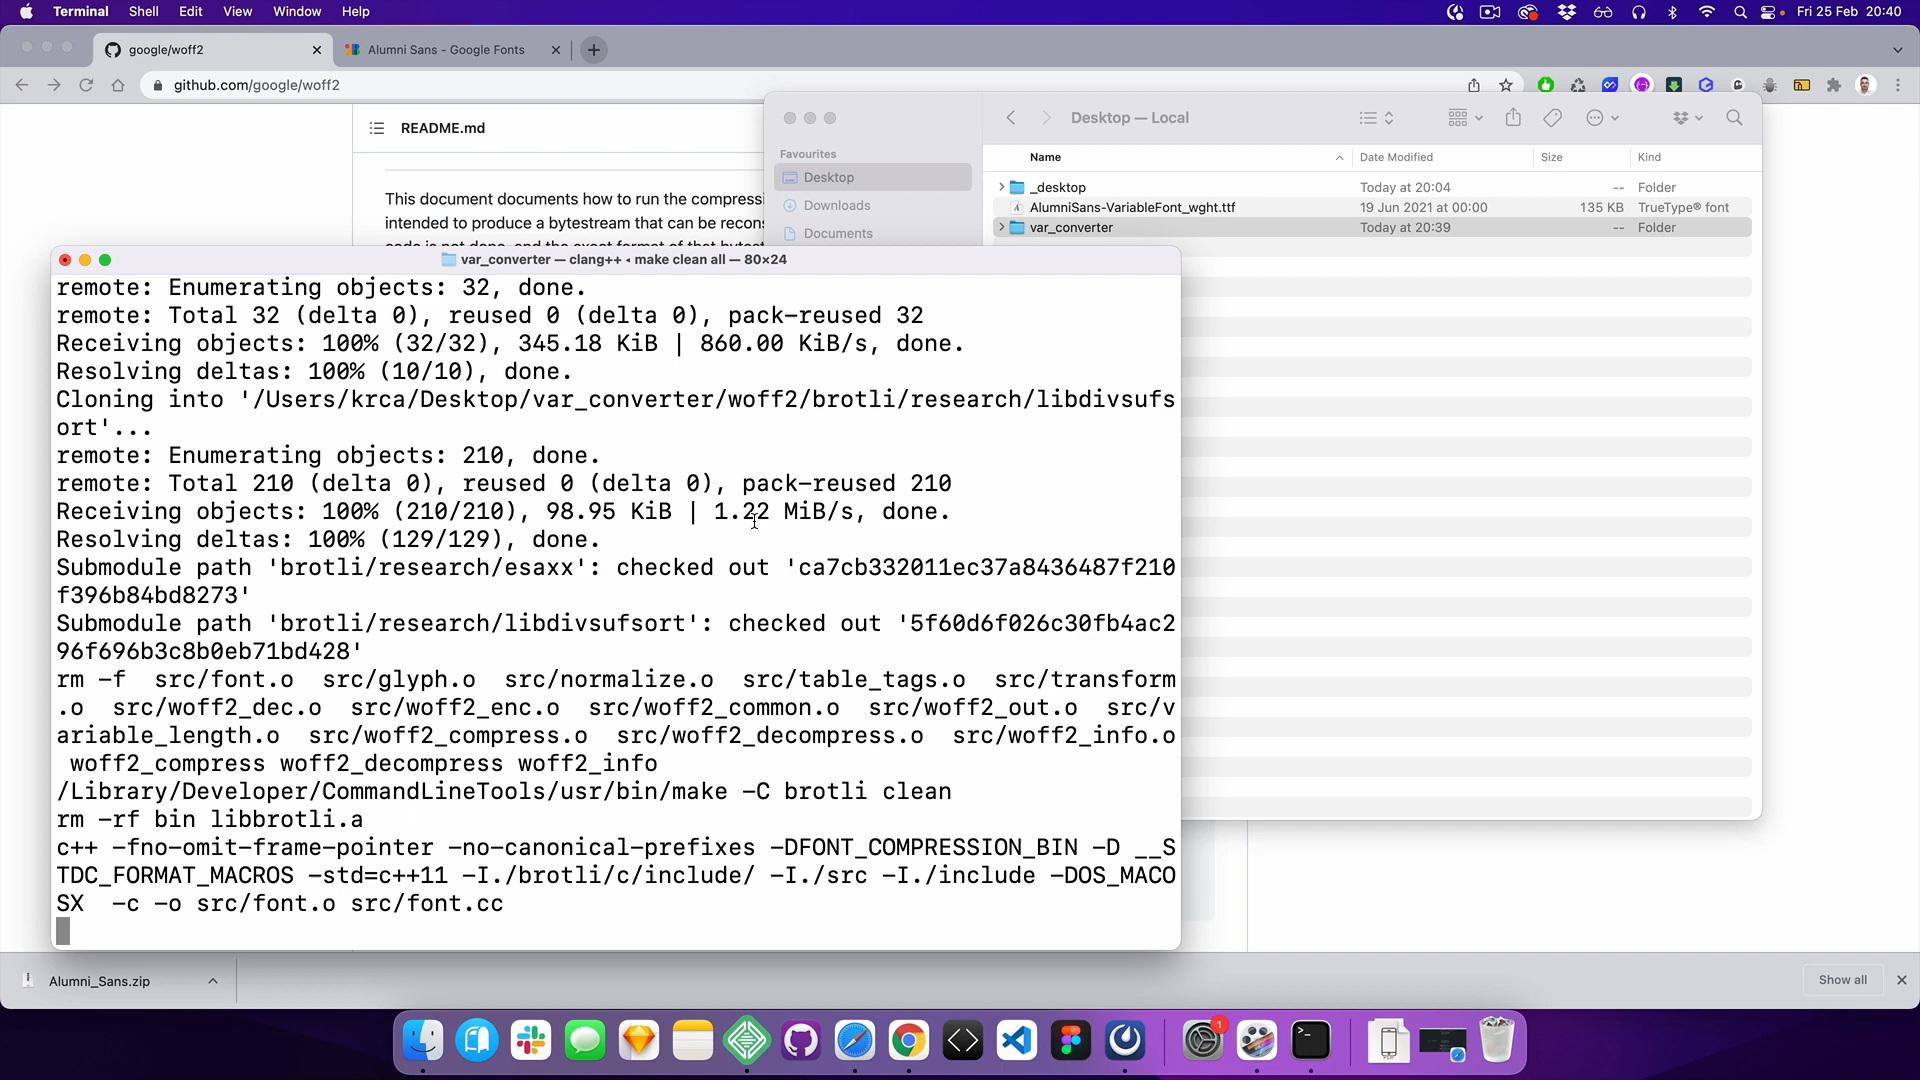 Terminal Shell Edit View Window Help
Fri 25 Feb 20:40
google/woff2
Alumni Sans - Google Fonts
github.com/google/woff2
README.md
This document documents how to run the compressi
intended to produce a bytestream that can be recons
Favourites
Desktop
Downloads
Documents
Desktop — Local
Name Date Modified Size Kind
_desktop Today at 20:04 -- Folder
AlumniSans-VariableFont_wght.ttf 19 Jun 2021 at 00:00 135 KB TrueType® font
var_converter Today at 20:39 -- Folder
var_converter — clang++ ◂ make clean all — 80×24
remote: Enumerating objects: 32, done.
remote: Total 32 (delta 0), reused 0 (delta 0), pack-reused 32
Receiving objects: 100% (32/32), 345.18 KiB | 860.00 KiB/s, done.
Resolving deltas: 100% (10/10), done.
Cloning into '/Users/krca/Desktop/var_converter/woff2/brotli/research/libdivsufs
ort'...
remote: Enumerating objects: 210, done.
remote: Total 210 (delta 0), reused 0 (delta 0), pack-reused 210
Receiving objects: 100% (210/210), 98.95 KiB | 1.22 MiB/s, done.
Resolving deltas: 100% (129/129), done.
Submodule path 'brotli/research/esaxx': checked out 'ca7cb332011ec37a8436487f210
f396b84bd8273'
Submodule path 'brotli/research/libdivsufsort': checked out '5f60d6f026c30fb4ac2
96f696b3c8b0eb71bd428'
rm -f  src/font.o  src/glyph.o  src/normalize.o  src/table_tags.o  src/transform
.o  src/woff2_dec.o  src/woff2_enc.o  src/woff2_common.o  src/woff2_out.o  src/v
ariable_length.o  src/woff2_compress.o  src/woff2_decompress.o  src/woff2_info.o
 woff2_compress woff2_decompress woff2_info
/Library/Developer/CommandLineTools/usr/bin/make -C brotli clean
rm -rf bin libbrotli.a
c++ -fno-omit-frame-pointer -no-canonical-prefixes -DFONT_COMPRESSION_BIN -D __S
TDC_FORMAT_MACROS -std=c++11 -I./brotli/c/include/ -I./src -I./include -DOS_MACO
SX  -c -o src/font.o src/font.cc
Alumni_Sans.zip
Show all
1